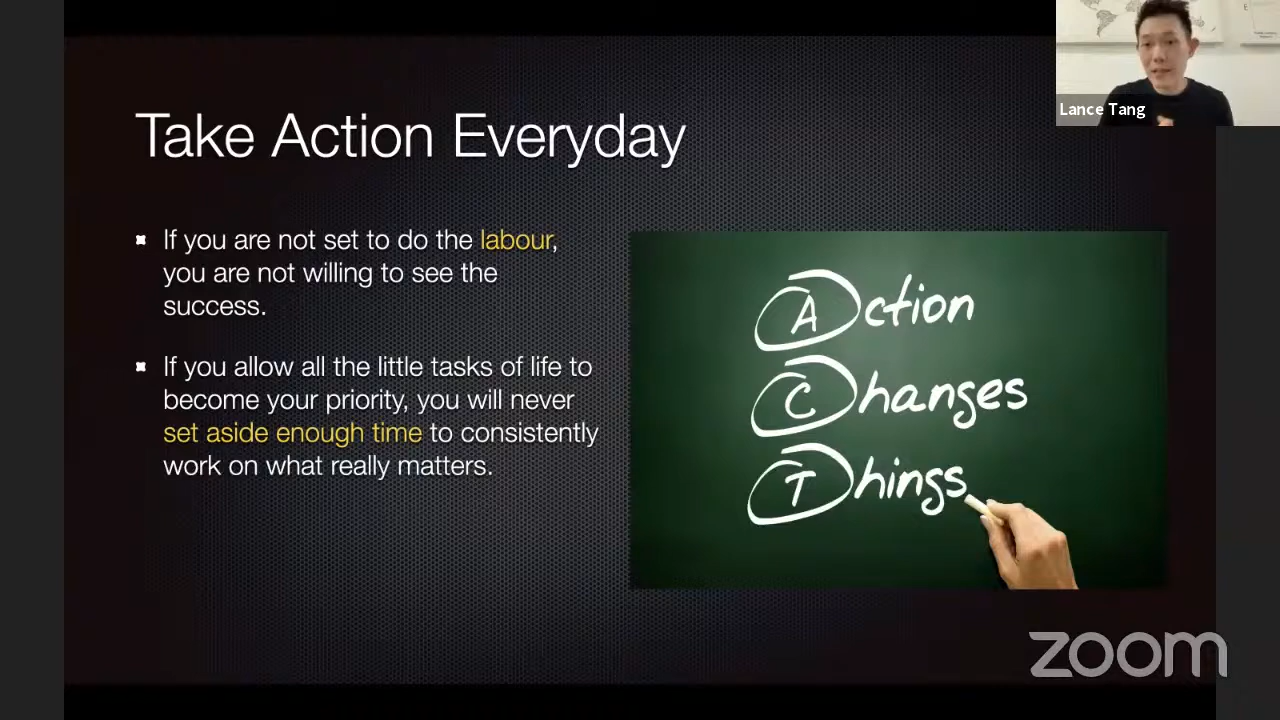 Take Action Everyday
If you are not set to do the labour,
you are not willing to see the
success.
If you allow all the little tasks of life to
become your priority, you will never
set aside enough time to consistently
work on what really matters.
Action
Changes
Things
Lance Tang
zoom